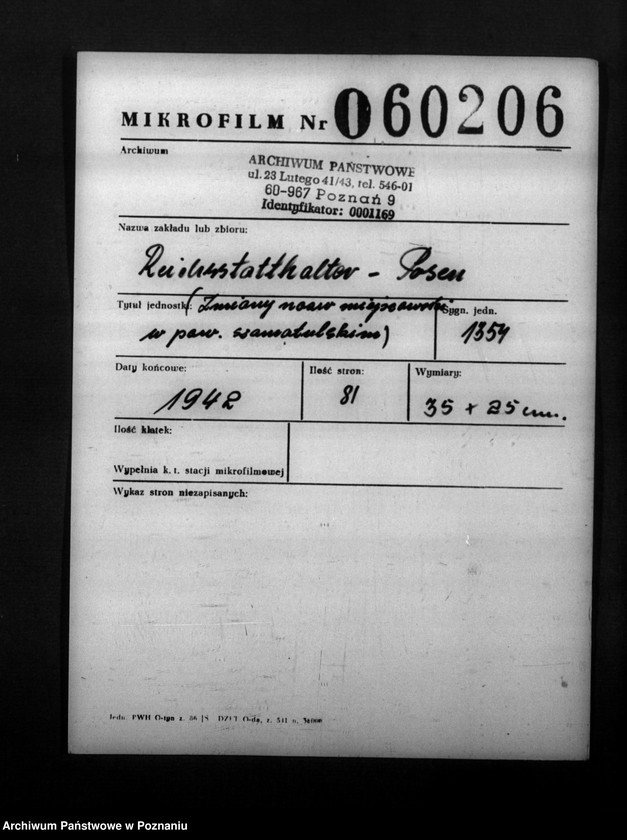 MIKROFILM Nr 060206
Archiwum
ARCHIWUM PAŃSTWOWE
ul. 23 Lutego 41/43, tel. 546-01
60-967 Poznań 9
Identyfikator: 0001169
Nazwa zakładu lub zbioru:
Reichsstatthalter - Posen
Tytuł jednostki: (Zmiany nazw miejscowości
w pow. szamotulskim)
Sygn. jedn.
1354
Daty końcowe:
1942
Ilość stron:
81
Wymiary:
35 x 25 cm.
Ilość klatek:
Wypełnia k. t. stacji mikrofilmowej
Wykaz stron niezapisanych:
Archiwum Państwowe w Poznaniu